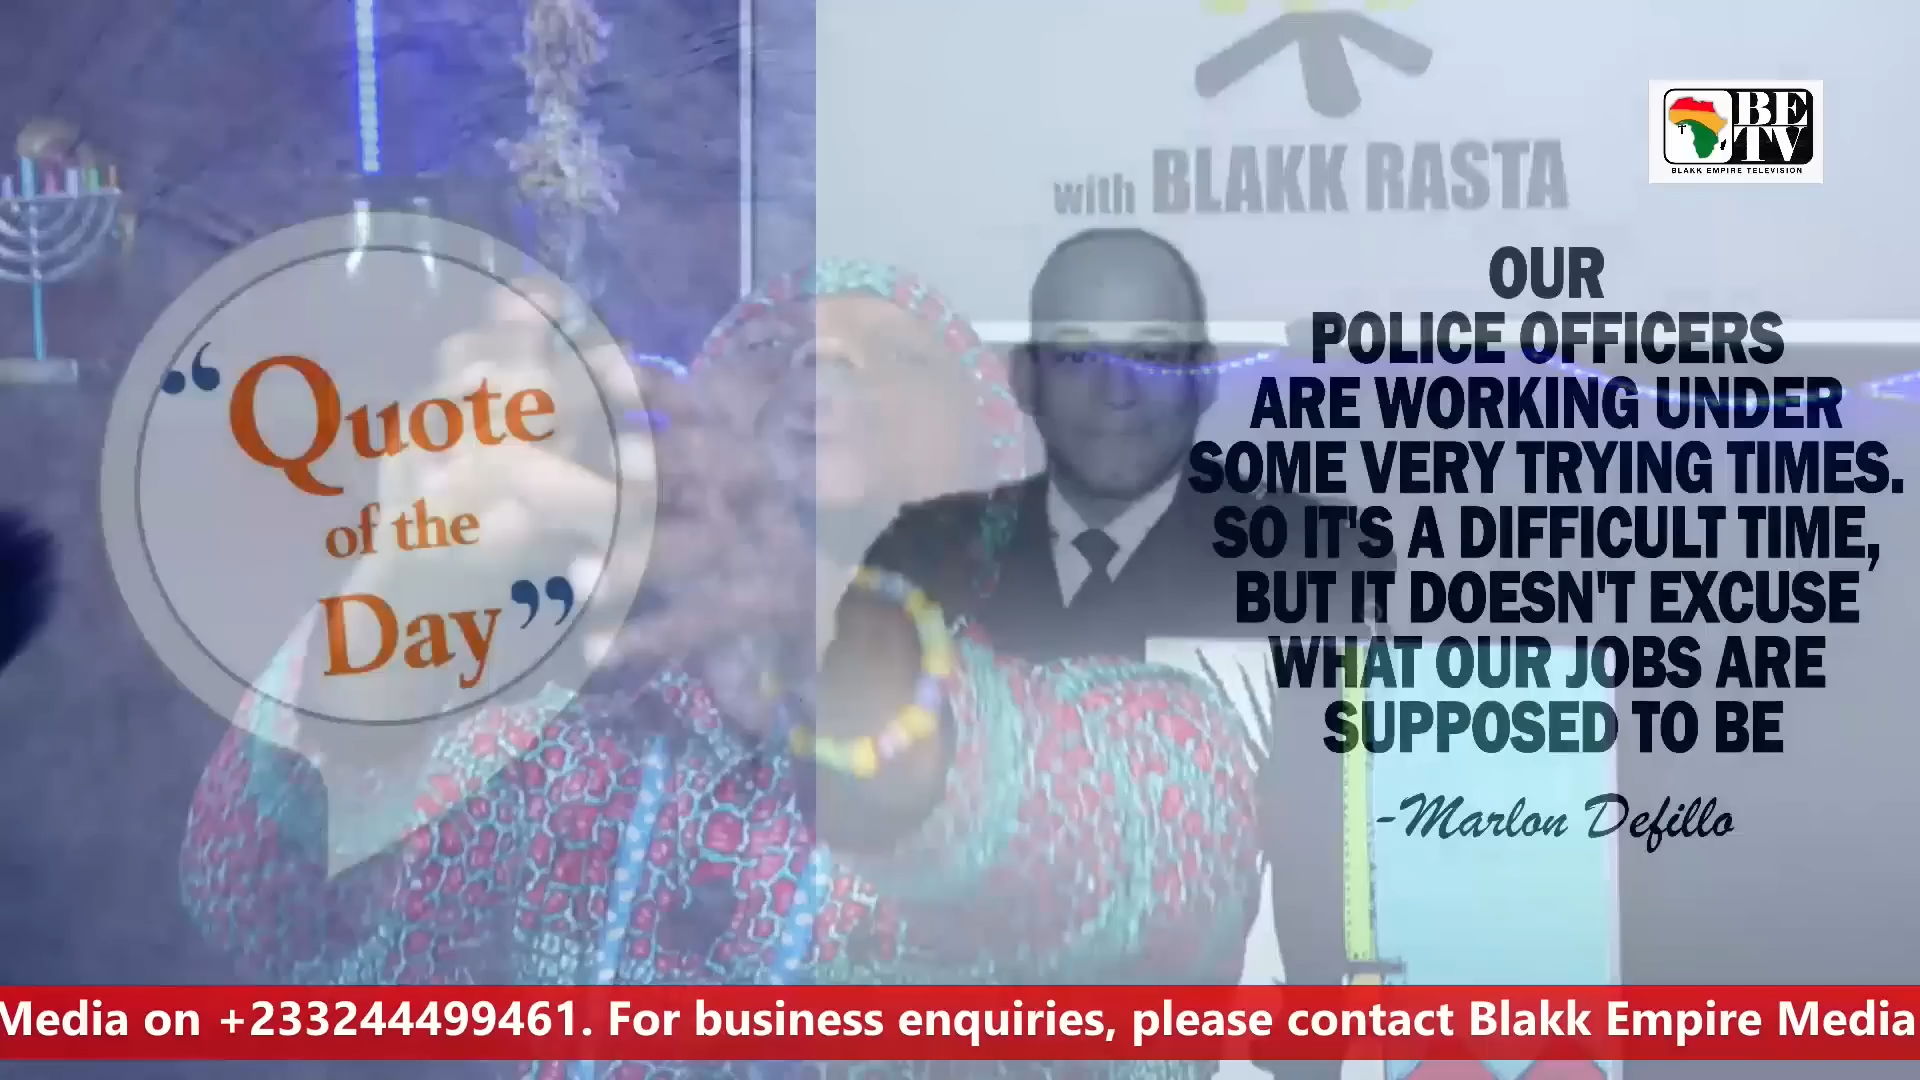 BE
TV
BLAKK EMPIRE TELEVISION
with BLAKK RASTA
“Quote
of the
Day”
OUR
POLICE OFFICERS
ARE WORKING UNDER
SOME VERY TRYING TIMES.
SO IT'S A DIFFICULT TIME,
BUT IT DOESN'T EXCUSE
WHAT OUR JOBS ARE
SUPPOSED TO BE
-Marlon Defillo
Media on +233244499461. For business enquiries, please contact Blakk Empire Media